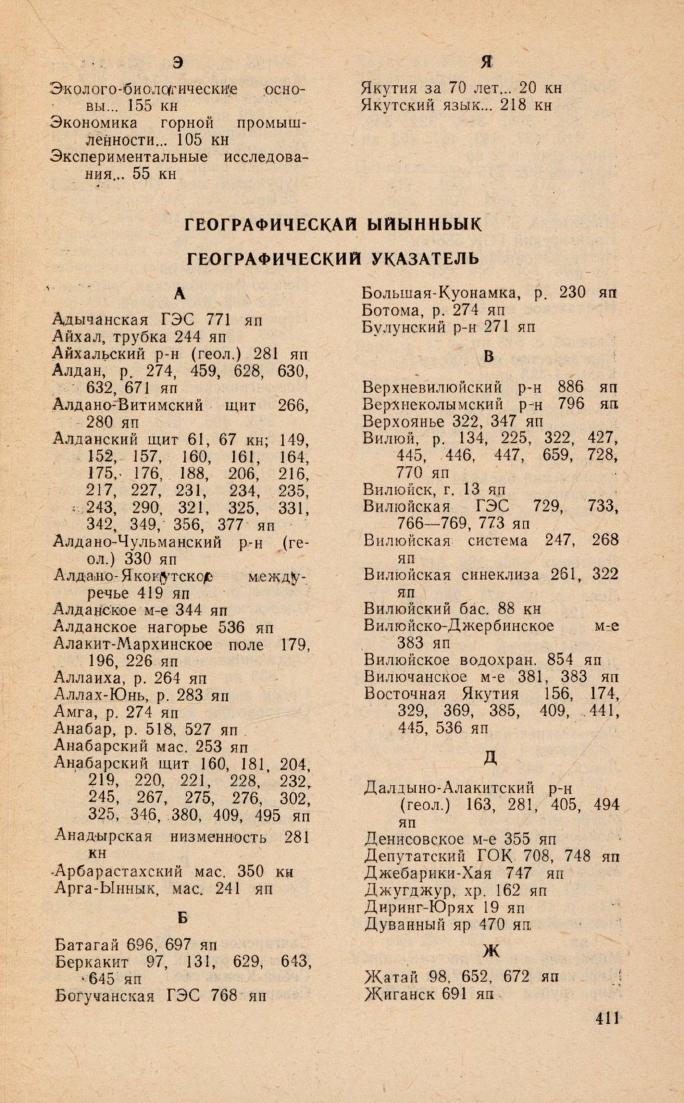 Э
Эколого-биологические осно-
вы... 155 кн
Экономика горной промыш-
ленности... 105 кн
Экспериментальные исследова-
ния... 55 кн
Я
Якутия за 70 лет... 20 кн
Якутский язык... 218 кн
ГЕОГРАФИЧЕСКАЙ ЫЙЫННЬЫК
ГЕОГРАФИЧЕСКИЙ УКАЗАТЕЛЬ
А
Адычанская ГЭС 771 яп
Айхал, трубка 244 яп
Айхальский р-н (геол.) 281 яп
Алдан, р. 274, 459, 628, 630,
632, 671 яп
Алдано-Витимский щит 266,
280 яп
Алданский щит 61, 67 кн; 149,
152, 157, 160, 161, 164,
175, 176, 188, 206, 216,
217, 227, 231, 234, 235,
243, 290, 321, 325, 331,
342, 349, 356, 377 яп
Алдано-Чульманский р-н (ге-
ол.) 330 яп
Алдано-Якокутское между-
речье 419 яп
Алданское м-е 344 яп
Алданское нагорье 536 яп
Алакит-Мархинское поле 179,
196, 226 яп
Аллаиха, р. 264 яп
Аллах-Юнь, р. 283 яп
Амга, р. 274 яп
Анабар, р. 518, 527 яп
Анабарский мас. 253 яп
Анабарский щит 160, 181, 204,
219, 220, 221, 228, 232,
245, 267, 275, 276, 302,
325, 346, 380, 409, 495 яп
Анадырская низменность 281
кн
Арбарастахский мас. 350 кн
Арга-Ыннык, мас. 241 яп
Б
Батагай 696, 697 яп
Беркакит 97, 131, 629, 643,
645 яп
Богучанская ГЭС 768 яп
Большая-Куонамка, р. 230 яп
Ботома, р. 274 яп
Булунский р-н 271 яп
В
Верхневилюйский р-н 886 яп
Верхнеколымский р-н 796 яп
Верхоянье 322, 347 яп
Вилюй, р. 134, 225, 322, 427,
445, 446, 447, 659, 728,
770 яп
Вилюйск, г. 13 яп
Вилюйская ГЭС 729, 733,
766—769, 773 яп
Вилюйская система 247, 268
яп
Вилюйская синеклиза 261, 322
яп
Вилюйский бас. 88 кн
Вилюйско-Джербинское м-е
383 яп
Вилюйское водохран. 854 яп
Вилючанское м-е 381, 383 яп
Восточная Якутия 156, 174,
329, 369, 385, 409, 441,
445, 536 яп
Д
Далдыно-Алакитский р-н
(геол.) 163, 281, 405, 494
яп
Денисовское м-е 355 яп
Депутатский ГОК 708, 748 яп
Джебарики-Хая 747 яп
Джугджур, хр. 162 яп
Диринг-Юрях 19 яп
Дуванный яр 470 яп
Ж
Жатай 98, 652, 672 яп
Жиганск 691 яп
411